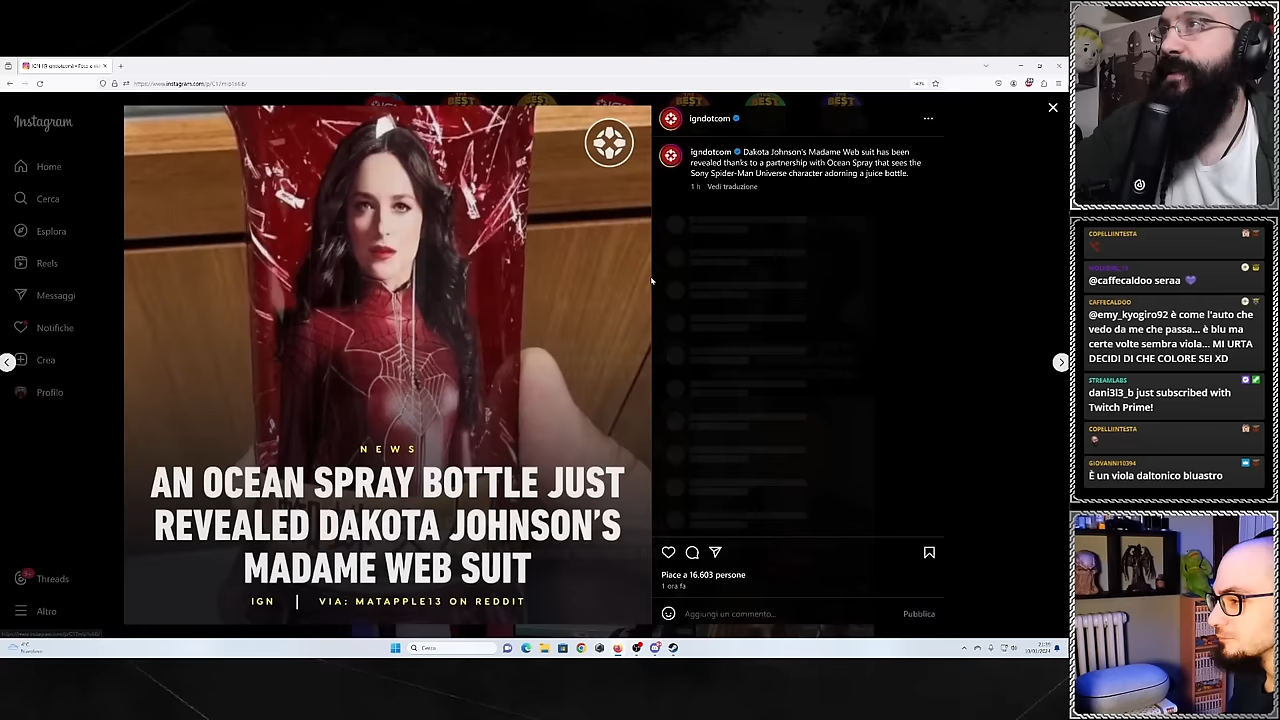 https://www.instagram.com/p/
Instagram
Home
Cerca
Esplora
Reels
Messaggi
Notifiche
Crea
Profilo
Threads
Altro
NEWS
AN OCEAN SPRAY BOTTLE JUST
REVEALED DAKOTA JOHNSON'S
MADAME WEB SUIT
IGN | VIA: MATAPPLE13 ON REDDIT
igndotcom
igndotcom Dakota Johnson's Madame Web suit has been
revealed thanks to a partnership with Ocean Spray that sees the
Sony Spider-Man Universe character adorning a juice bottle.
1 h Vedi traduzione
Piace a 16.603 persone
1 ora fa
Aggiungi un commento...
Pubblica
Cerca
COPELLIINTESTA
@caffecaldoo seraa
CAFFECALDOO
@emy_kyogiro92 è come l'auto che
vedo da me che passa... è blu ma
certe volte sembra viola... MI URTA
DECIDI DI CHE COLORE SEI XD
STREAMLABS
dani3l3_b just subscribed with
Twitch Prime!
COPELLIINTESTA
GIOVANNI10394
È un viola daltonico bluastro